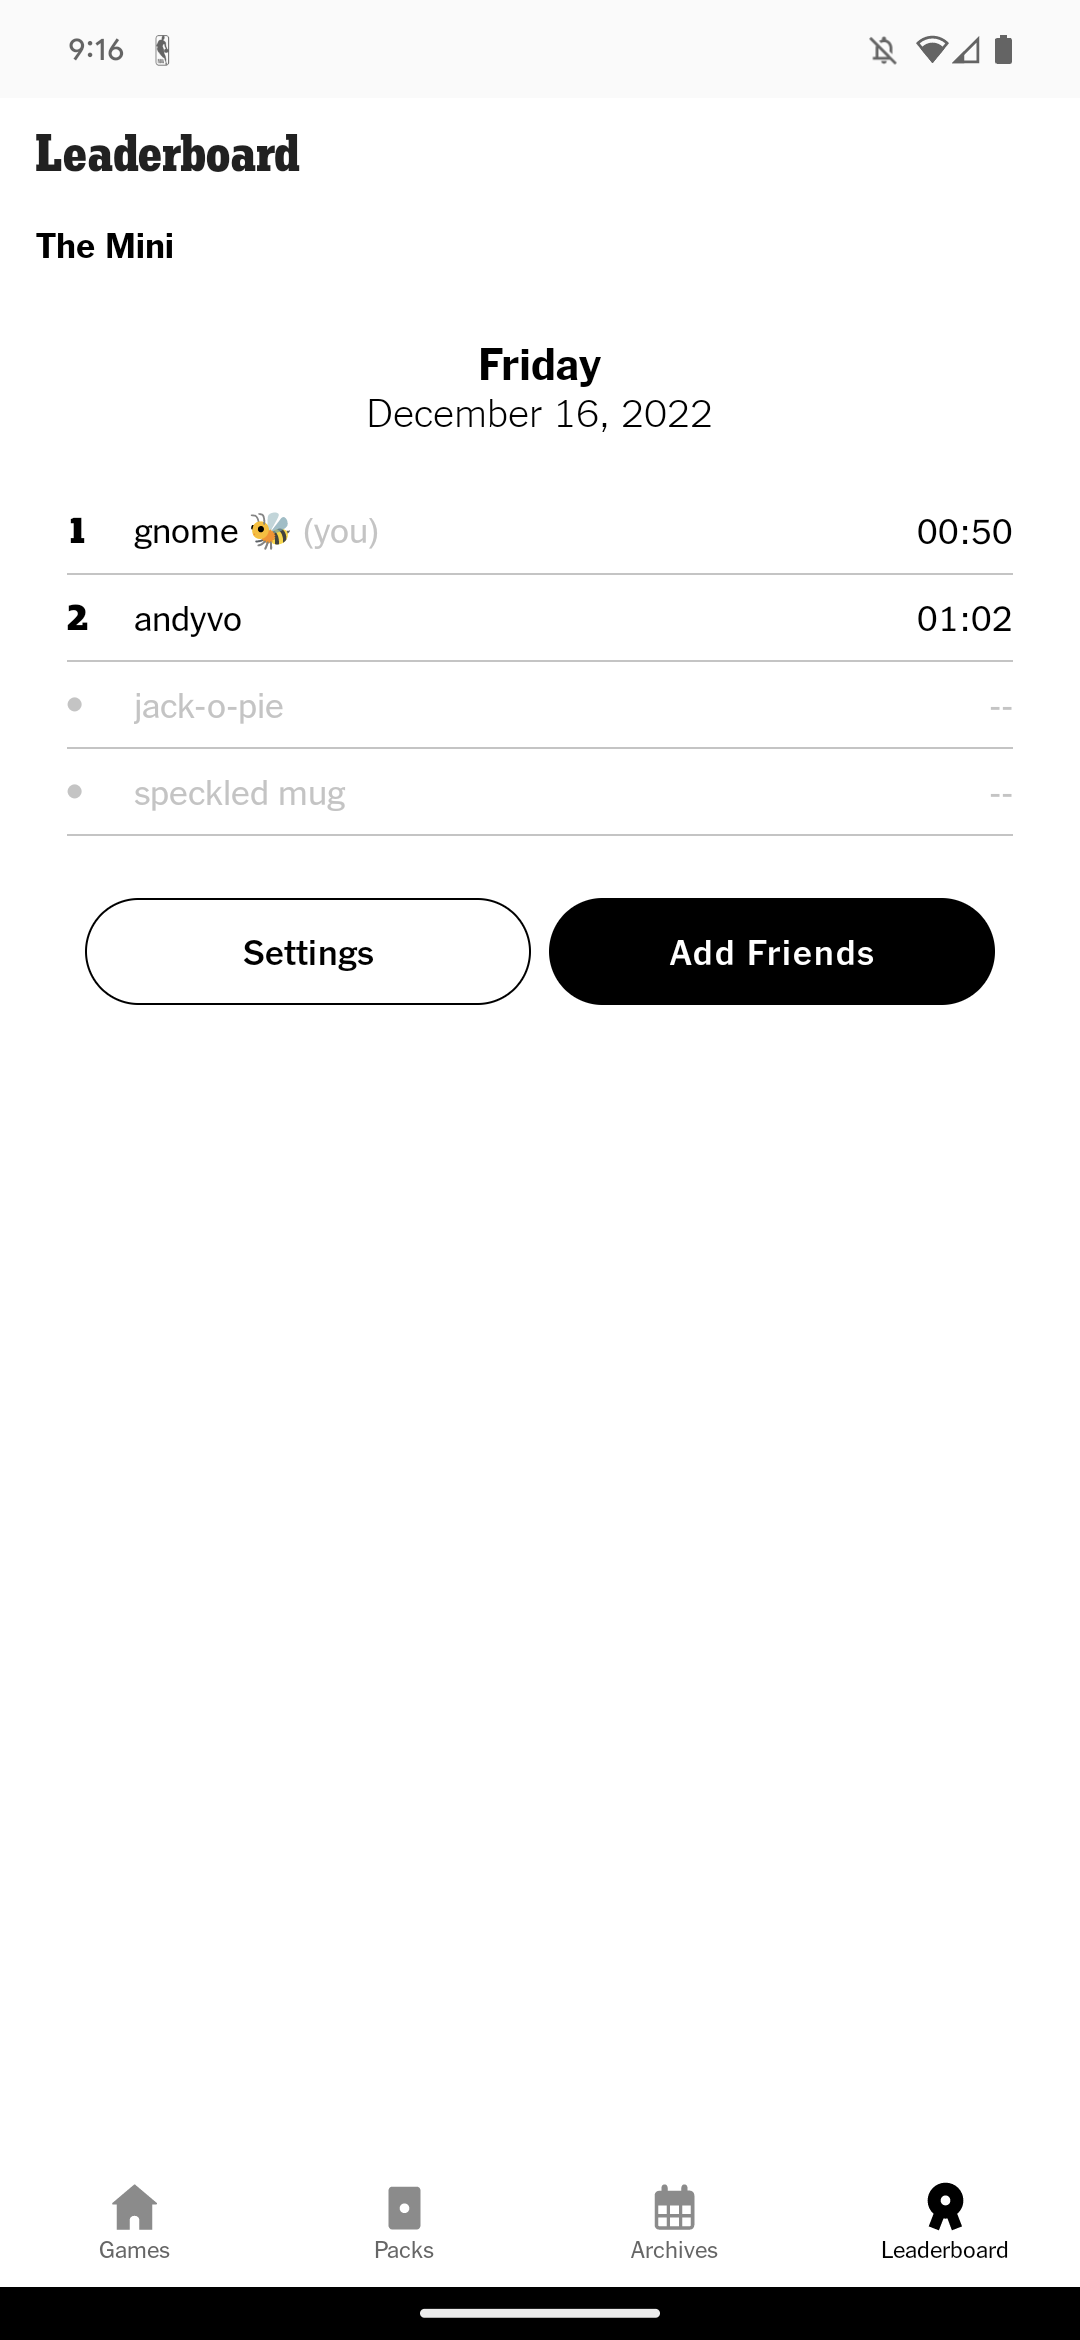 9:16
Leaderboard
The Mini
Friday
December 16, 2022
1 gnome 🐝 (you) 00:50
2 andyvo 01:02
• jack-o-pie --
• speckled mug --
Settings Add Friends
Games Packs Archives Leaderboard